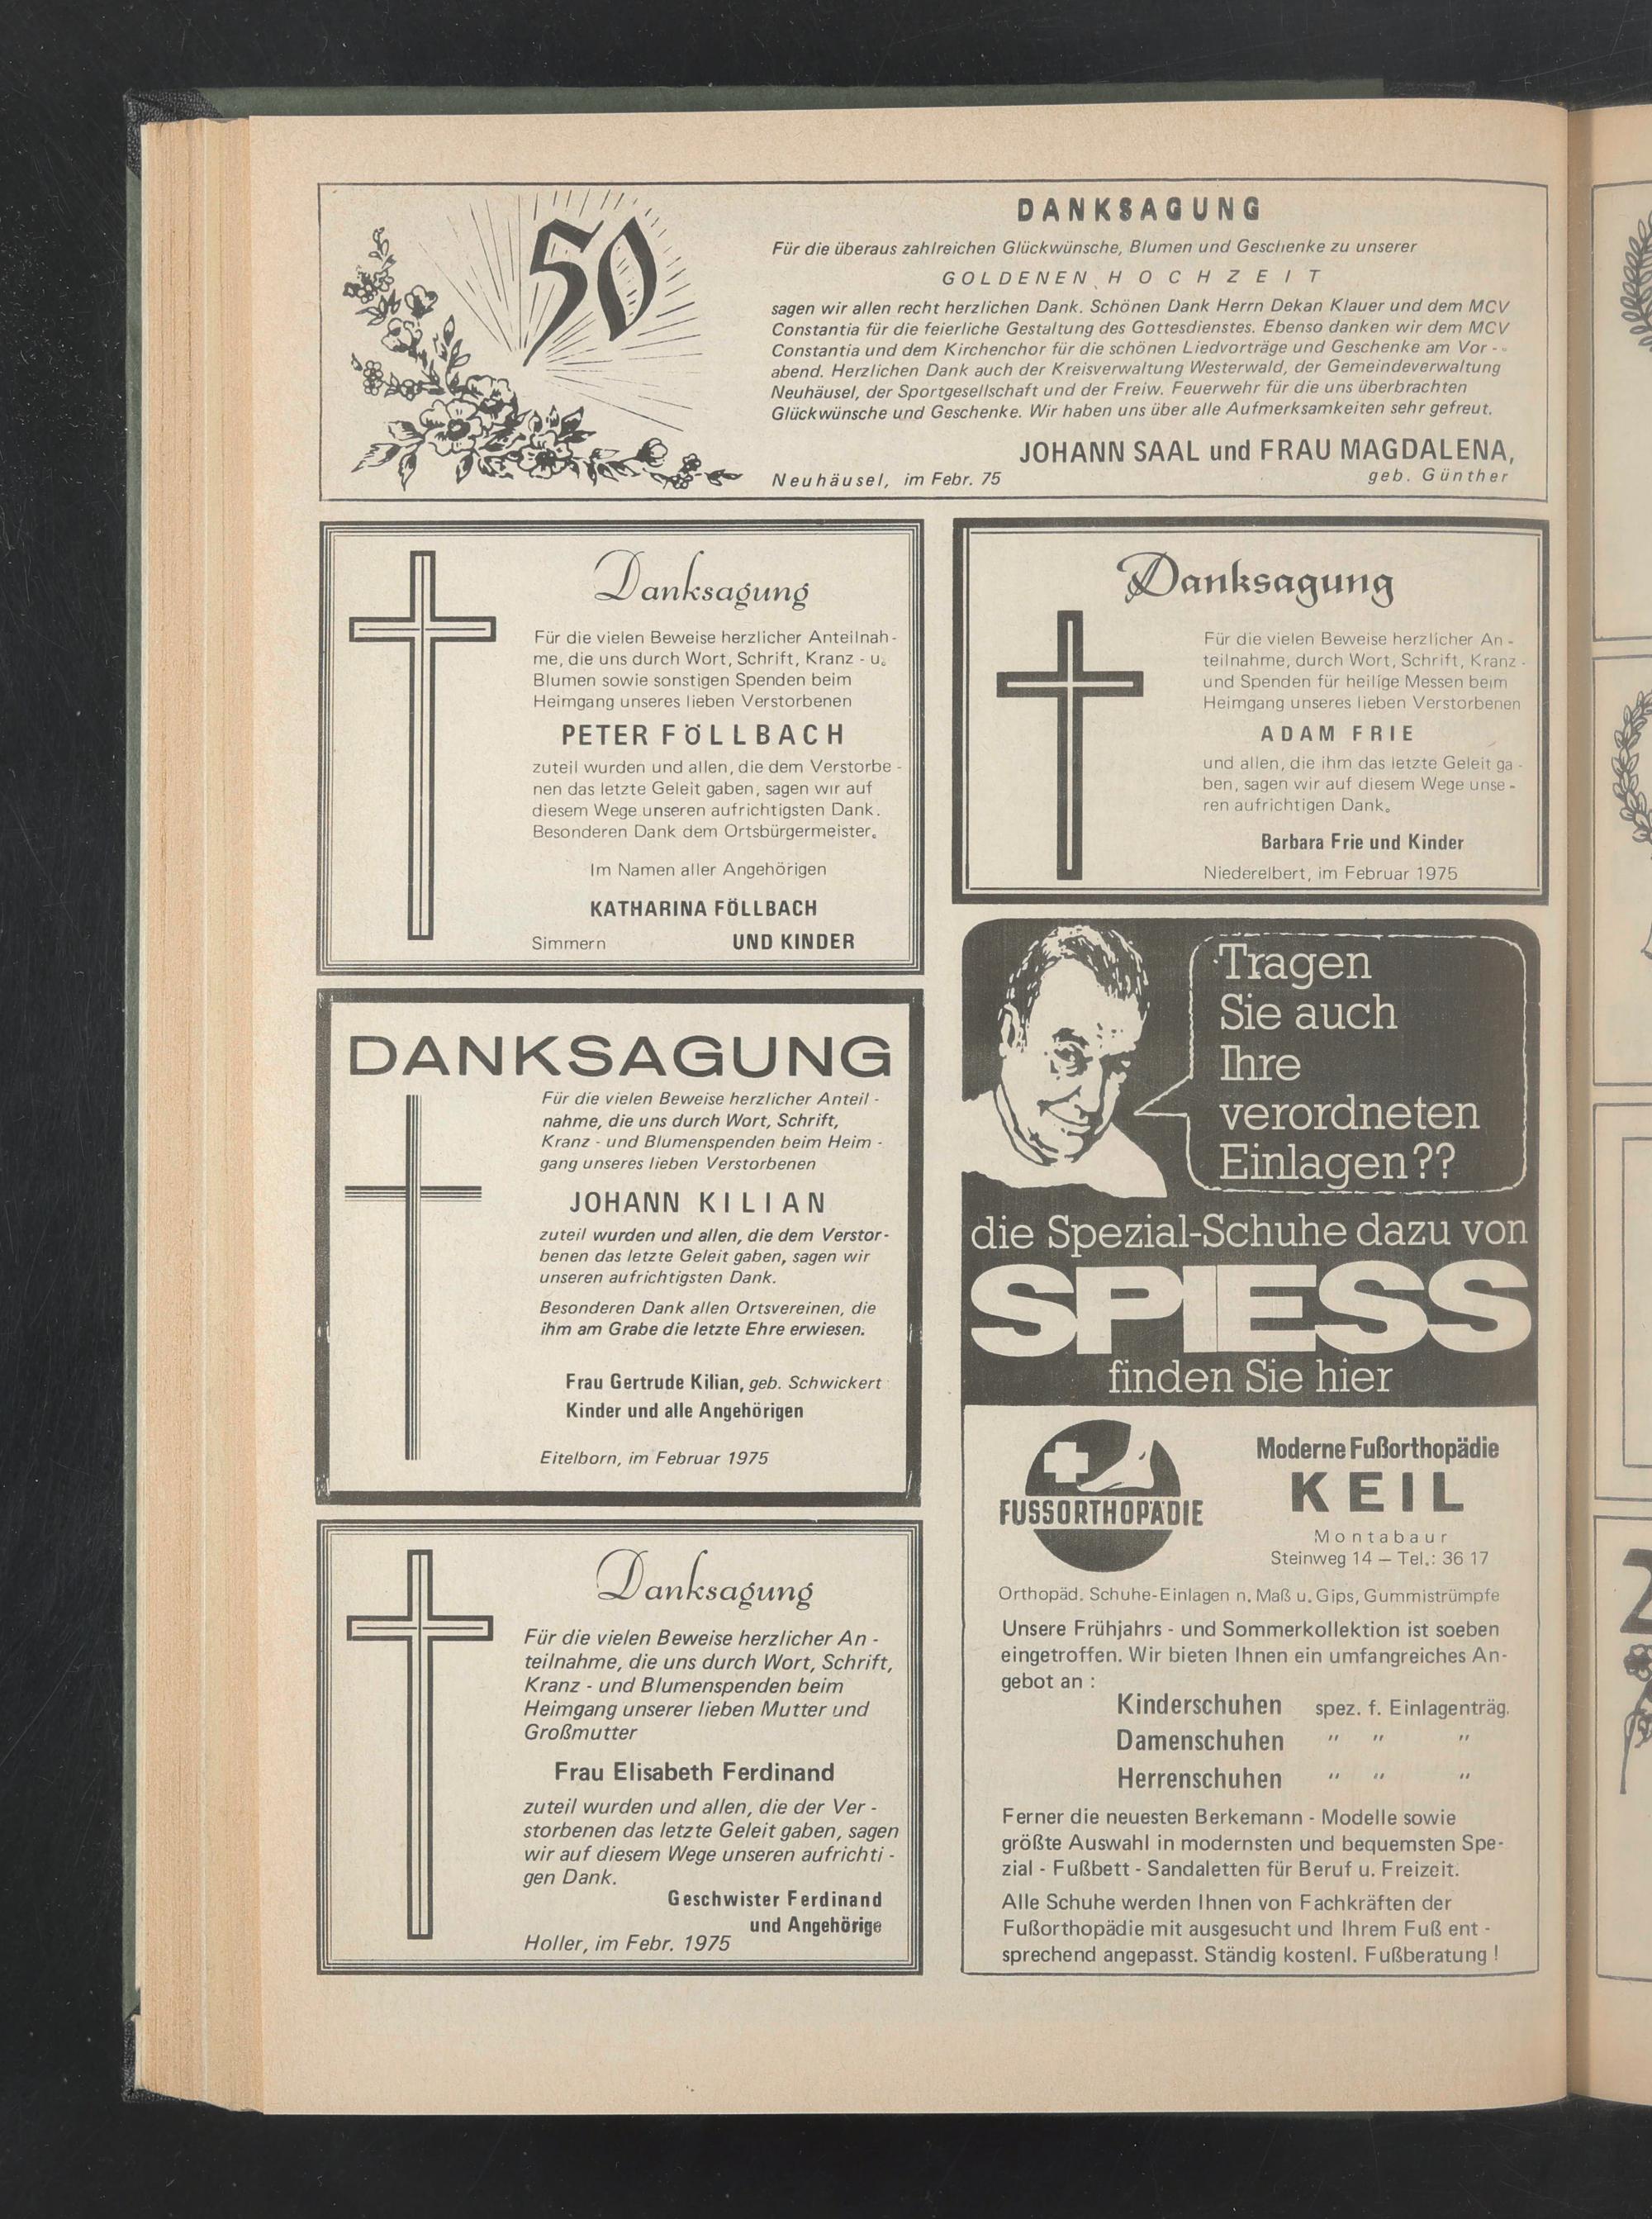 50
DANKSAGUNG
Für die überaus zahlreichen Glückwünsche, Blumen und Geschenke zu unserer
GOLDENEN HOCHZEIT
sagen wir allen recht herzlichen Dank. Schönen Dank Herrn Dekan Klauer und dem MCV
Constantia für die feierliche Gestaltung des Gottesdienstes. Ebenso danken wir dem MCV
Constantia und dem Kirchenchor für die schönen Liedvorträge und Geschenke am Vor -
abend. Herzlichen Dank auch der Kreisverwaltung Westerwald, der Gemeindeverwaltung
Neuhäusel, der Sportgesellschaft und der Freiw. Feuerwehr für die uns überbrachten
Glückwünsche und Geschenke. Wir haben uns über alle Aufmerksamkeiten sehr gefreut.
JOHANN SAAL und FRAU MAGDALENA,
Neuhäusel, im Febr. 75
geb. Günther
Danksagung
Für die vielen Beweise herzlicher Anteilnah-
me, die uns durch Wort, Schrift, Kranz - u.
Blumen sowie sonstigen Spenden beim
Heimgang unseres lieben Verstorbenen
PETER FÖLLBACH
zuteil wurden und allen, die dem Verstorbe -
nen das letzte Geleit gaben, sagen wir auf
diesem Wege unseren aufrichtigsten Dank.
Besonderen Dank dem Ortsbürgermeister.
Im Namen aller Angehörigen
KATHARINA FÖLLBACH
Simmern UND KINDER
DANKSAGUNG
Für die vielen Beweise herzlicher Anteil -
nahme, die uns durch Wort, Schrift,
Kranz - und Blumenspenden beim Heim -
gang unseres lieben Verstorbenen
JOHANN KILIAN
zuteil wurden und allen, die dem Verstor-
benen das letzte Geleit gaben, sagen wir
unseren aufrichtigsten Dank.
Besonderen Dank allen Ortsvereinen, die
ihm am Grabe die letzte Ehre erwiesen.
Frau Gertrude Kilian, geb. Schwickert
Kinder und alle Angehörigen
Eitelborn, im Februar 1975
Danksagung
Für die vielen Beweise herzlicher An -
teilnahme, die uns durch Wort, Schrift,
Kranz - und Blumenspenden beim
Heimgang unserer lieben Mutter und
Großmutter
Frau Elisabeth Ferdinand
zuteil wurden und allen, die der Ver -
storbenen das letzte Geleit gaben, sagen
wir auf diesem Wege unseren aufrichti -
gen Dank.
Geschwister Ferdinand
und Angehörige
Holler, im Febr. 1975
Danksagung
Für die vielen Beweise herzlicher An -
teilnahme, durch Wort, Schrift, Kranz -
und Spenden für heilige Messen beim
Heimgang unseres lieben Verstorbenen
ADAM FRIE
und allen, die ihm das letzte Geleit ga -
ben, sagen wir auf diesem Wege unse -
ren aufrichtigen Dank.
Barbara Frie und Kinder
Niederelbert, im Februar 1975
Tragen
Sie auch
Ihre
verordneten
Einlagen??
die Spezial-Schuhe dazu von
SPIESS
finden Sie hier
FUSSORTHOPÄDIE
Moderne Fußorthopädie
KEIL
Montabaur
Steinweg 14 – Tel.: 36 17
Orthopäd. Schuhe-Einlagen n. Maß u. Gips, Gummistrümpfe
Unsere Frühjahrs - und Sommerkollektion ist soeben
eingetroffen. Wir bieten Ihnen ein umfangreiches An-
gebot an :
Kinderschuhen spez. f. Einlagenträg.
Damenschuhen " " "
Herrenschuhen " " "
Ferner die neuesten Berkemann - Modelle sowie
größte Auswahl in modernsten und bequemsten Spe-
zial - Fußbett - Sandaletten für Beruf u. Freizeit.
Alle Schuhe werden Ihnen von Fachkräften der
Fußorthopädie mit ausgesucht und Ihrem Fuß ent -
sprechend angepasst. Ständig kostenl. Fußberatung !